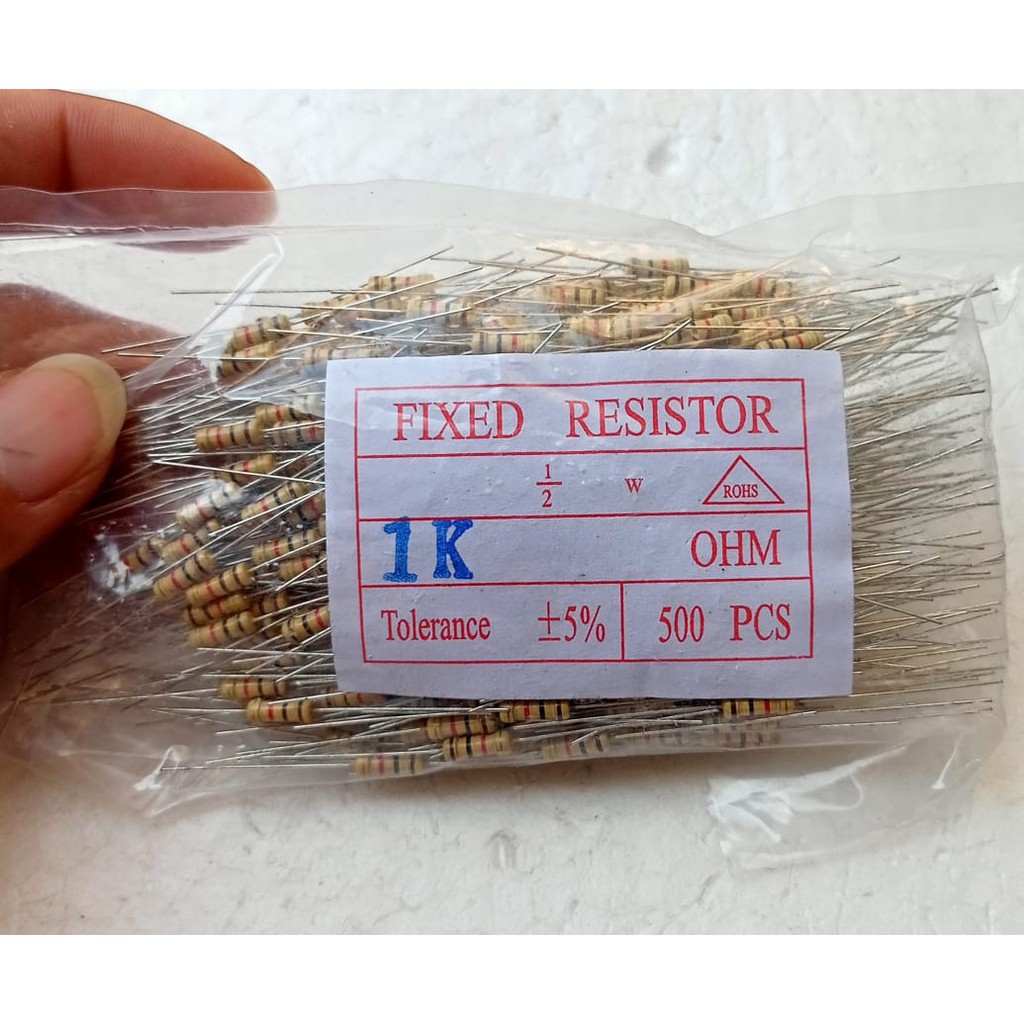 FIXED RESISTOR
1/2 W ROHS
1K OHM
Tolerance ±5% 500 PCS